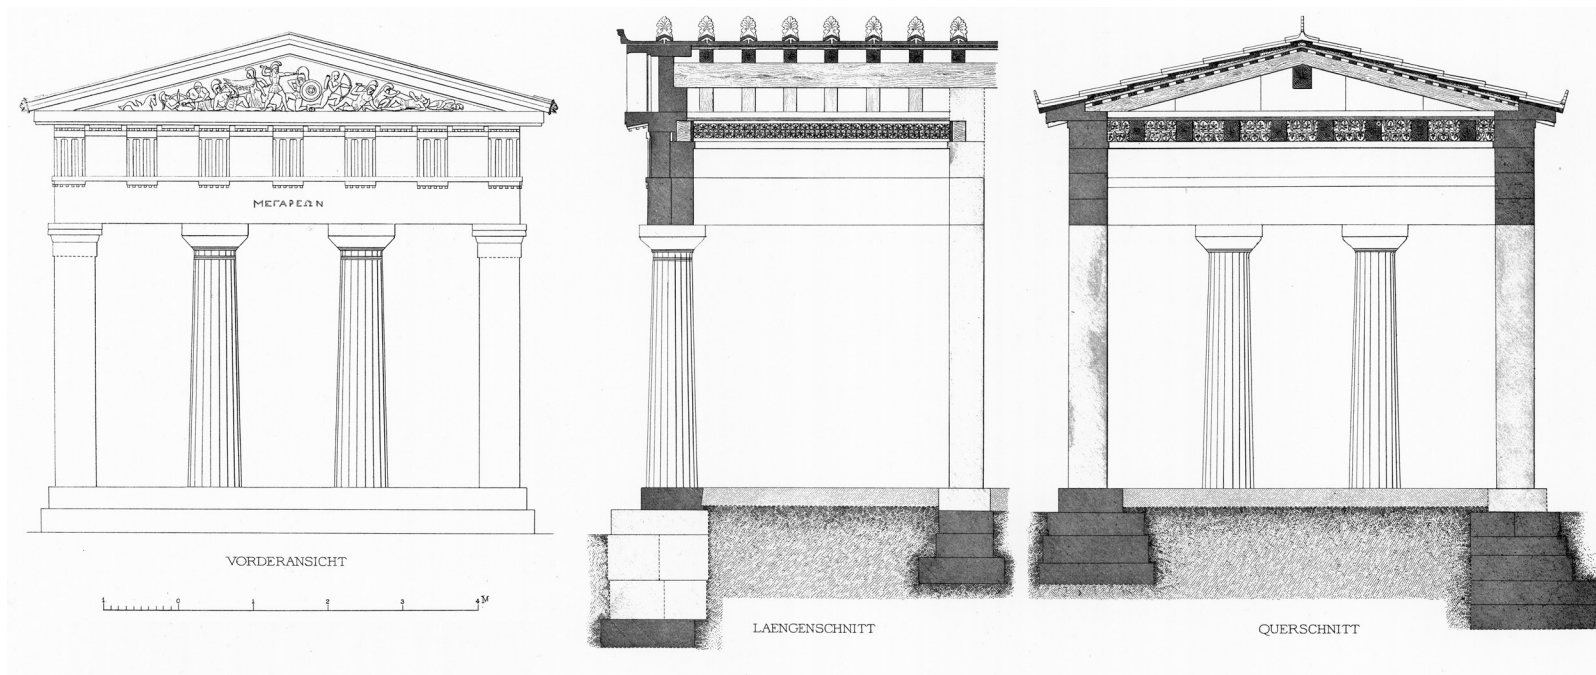 ΜΕΓΑΡΕΩΝ
VORDERANSICHT
1 0 1 2 3 4 M
LAENGENSCHNITT
QUERSCHNITT